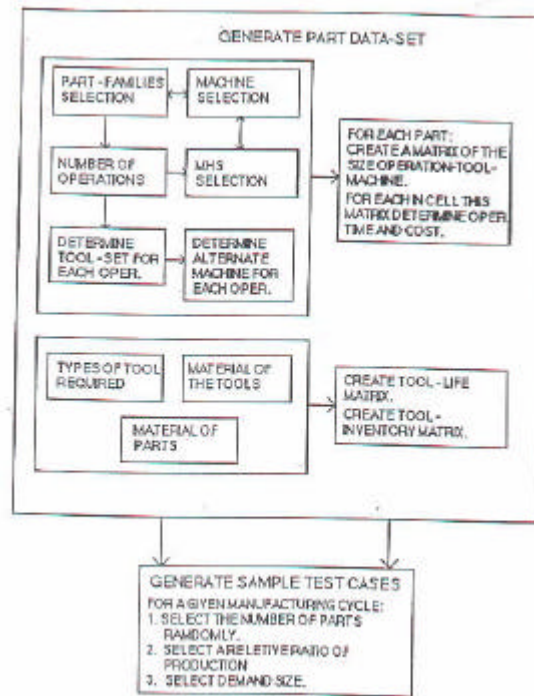 GENERATE PART DATA-SET
PART-FAMILIES
SELECTION
MACHINE
SELECTION
NUMBER OF
OPERATIONS
MHS
SELECTION
DETERMINE
TOOL-SET FOR
EACH OPER.
DETERMINE
ALTERNATE
MACHINE FOR
EACH OPER.
FOR EACH PART:
CREATE A MATRIX OF THE
SIZE OPERATION-TOOL-
MACHINE.
FOR EACH IN CELL THIS
MATRIX DETERMINE OPER.
TIME AND COST.
TYPES OF TOOL
REQUIRED
MATERIAL OF
THE TOOLS
MATERIAL OF
PARTS
CREATE TOOL-LIFE
MATRIX.
CREATE TOOL-
INVENTORY MATRIX.
GENERATE SAMPLE TEST CASES
FOR A GIVEN MANUFACTURING CYCLE:
1. SELECT THE NUMBER OF PARTS
RANDOMLY.
2. SELECT A RELETIVE RATIO OF
PRODUCTION
3. SELECT DEMAND SIZE.